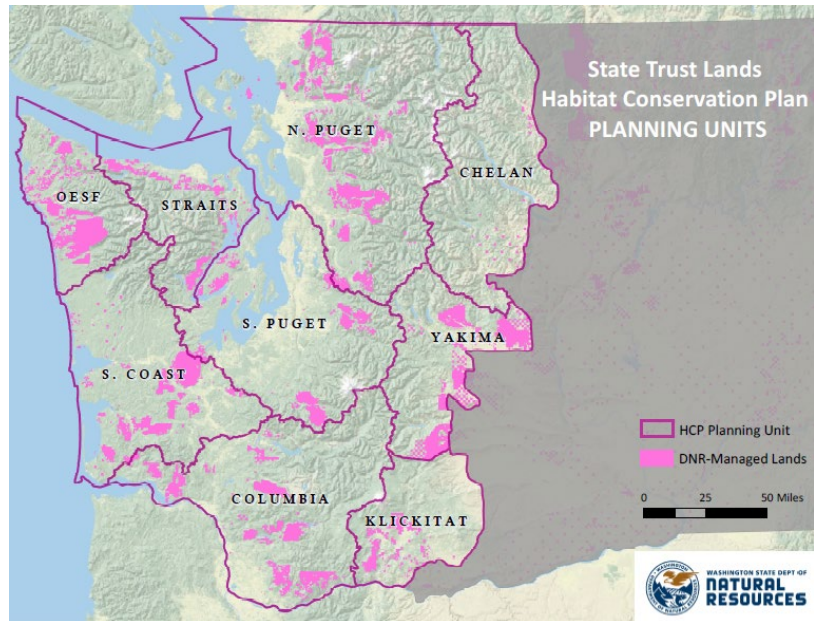 State Trust Lands
Habitat Conservation Plan
PLANNING UNITS
N. PUGET
CHELAN
OESF
STRAITS
S. PUGET
YAKIMA
S. COAST
COLUMBIA
KLICKITAT
HCP Planning Unit
DNR-Managed Lands
0 25 50 Miles
WASHINGTON STATE DEPT OF
NATURAL
RESOURCES